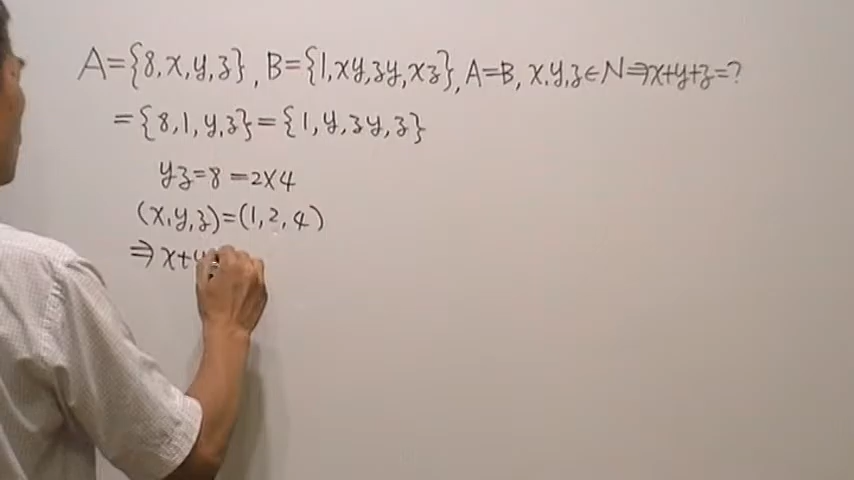 A={8,x,y,z}, B={1,xy,zy,xz}, A=B, x,y,z∈N⇒x+y+z=?
={8,1,y,z}={1,y,zy,z}
yz=8=2×4
(x,y,z)=(1,2,4)
⇒x+y